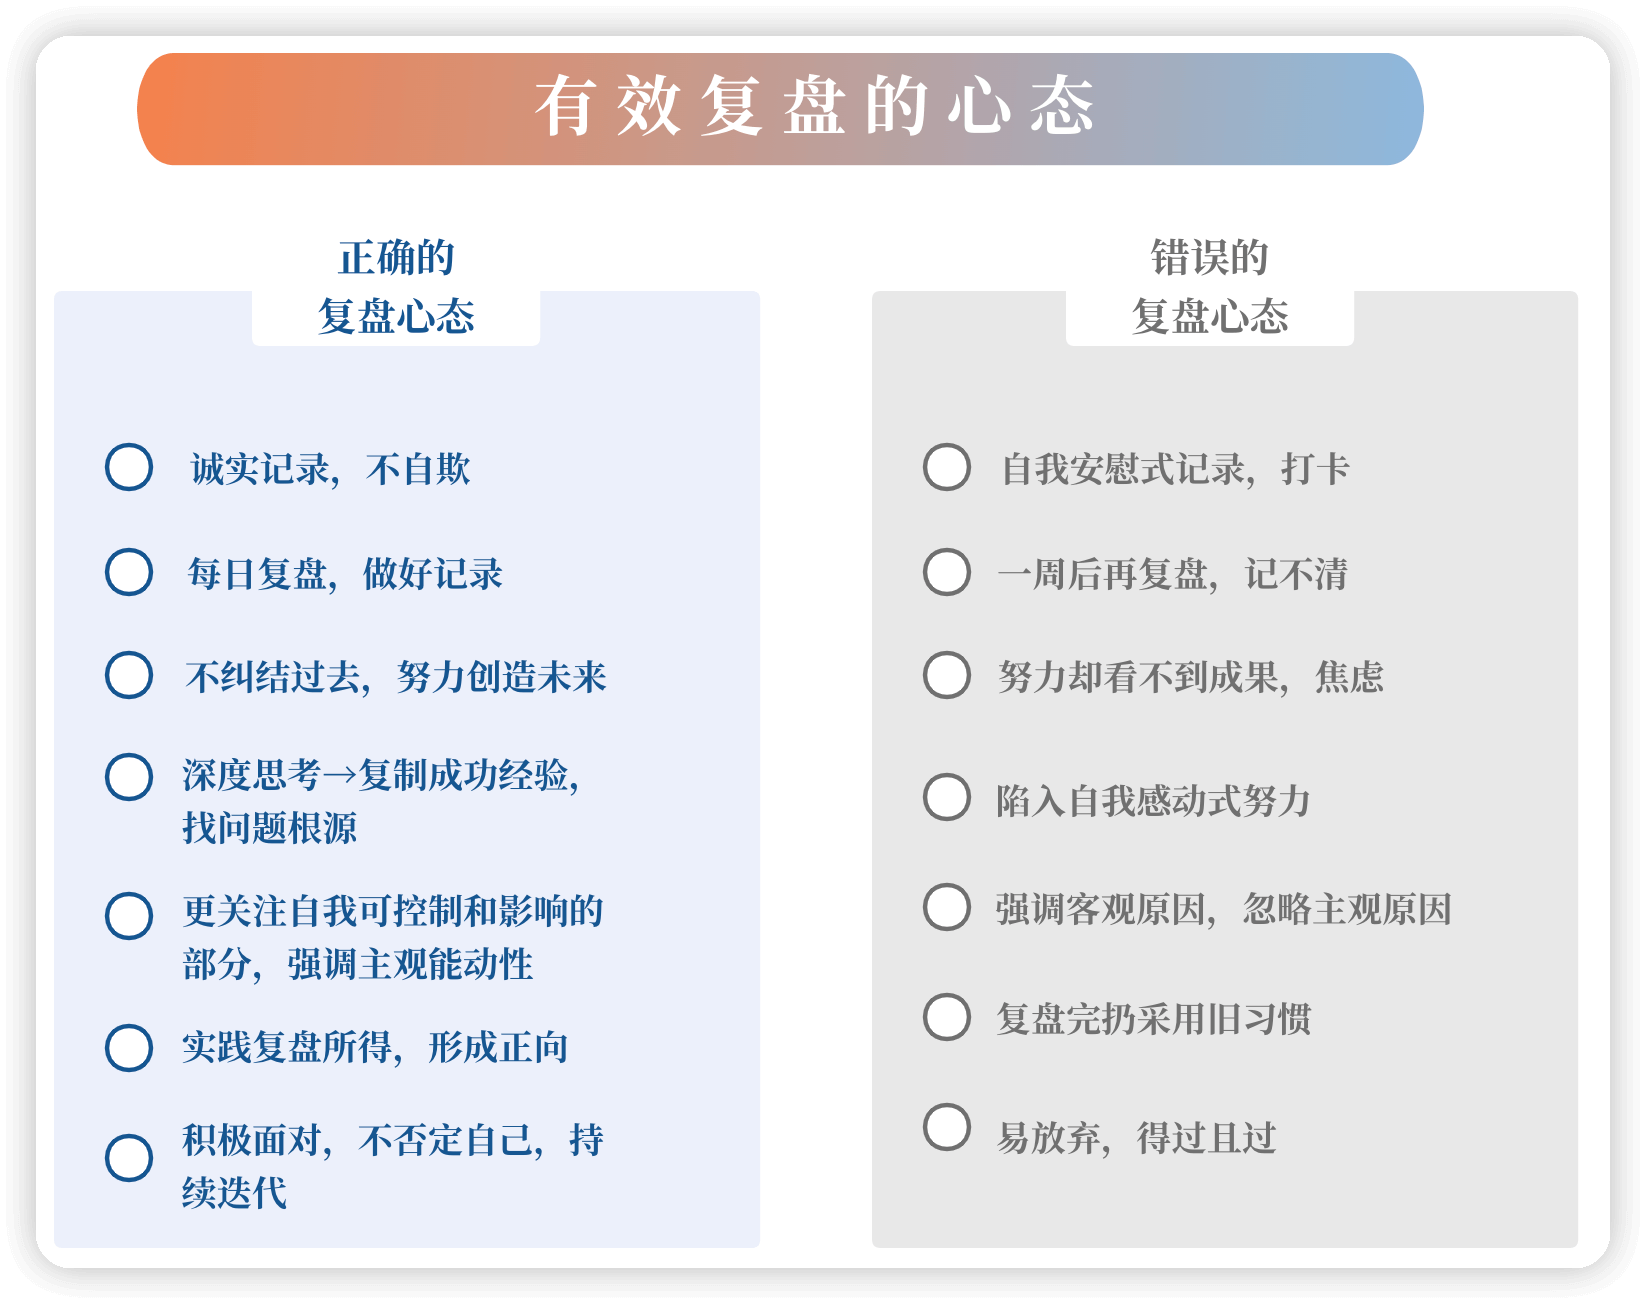 有效复盘的心态
正确的
复盘心态
诚实记录，不自欺
每日复盘，做好记录
不纠结过去，努力创造未来
深度思考→复制成功经验，
找问题根源
更关注自我可控制和影响的
部分，强调主观能动性
实践复盘所得，形成正向
积极面对，不否定自己，持
续迭代
错误的
复盘心态
自我安慰式记录，打卡
一周后再复盘，记不清
努力却看不到成果，焦虑
陷入自我感动式努力
强调客观原因，忽略主观原因
复盘完扔采用旧习惯
易放弃，得过且过